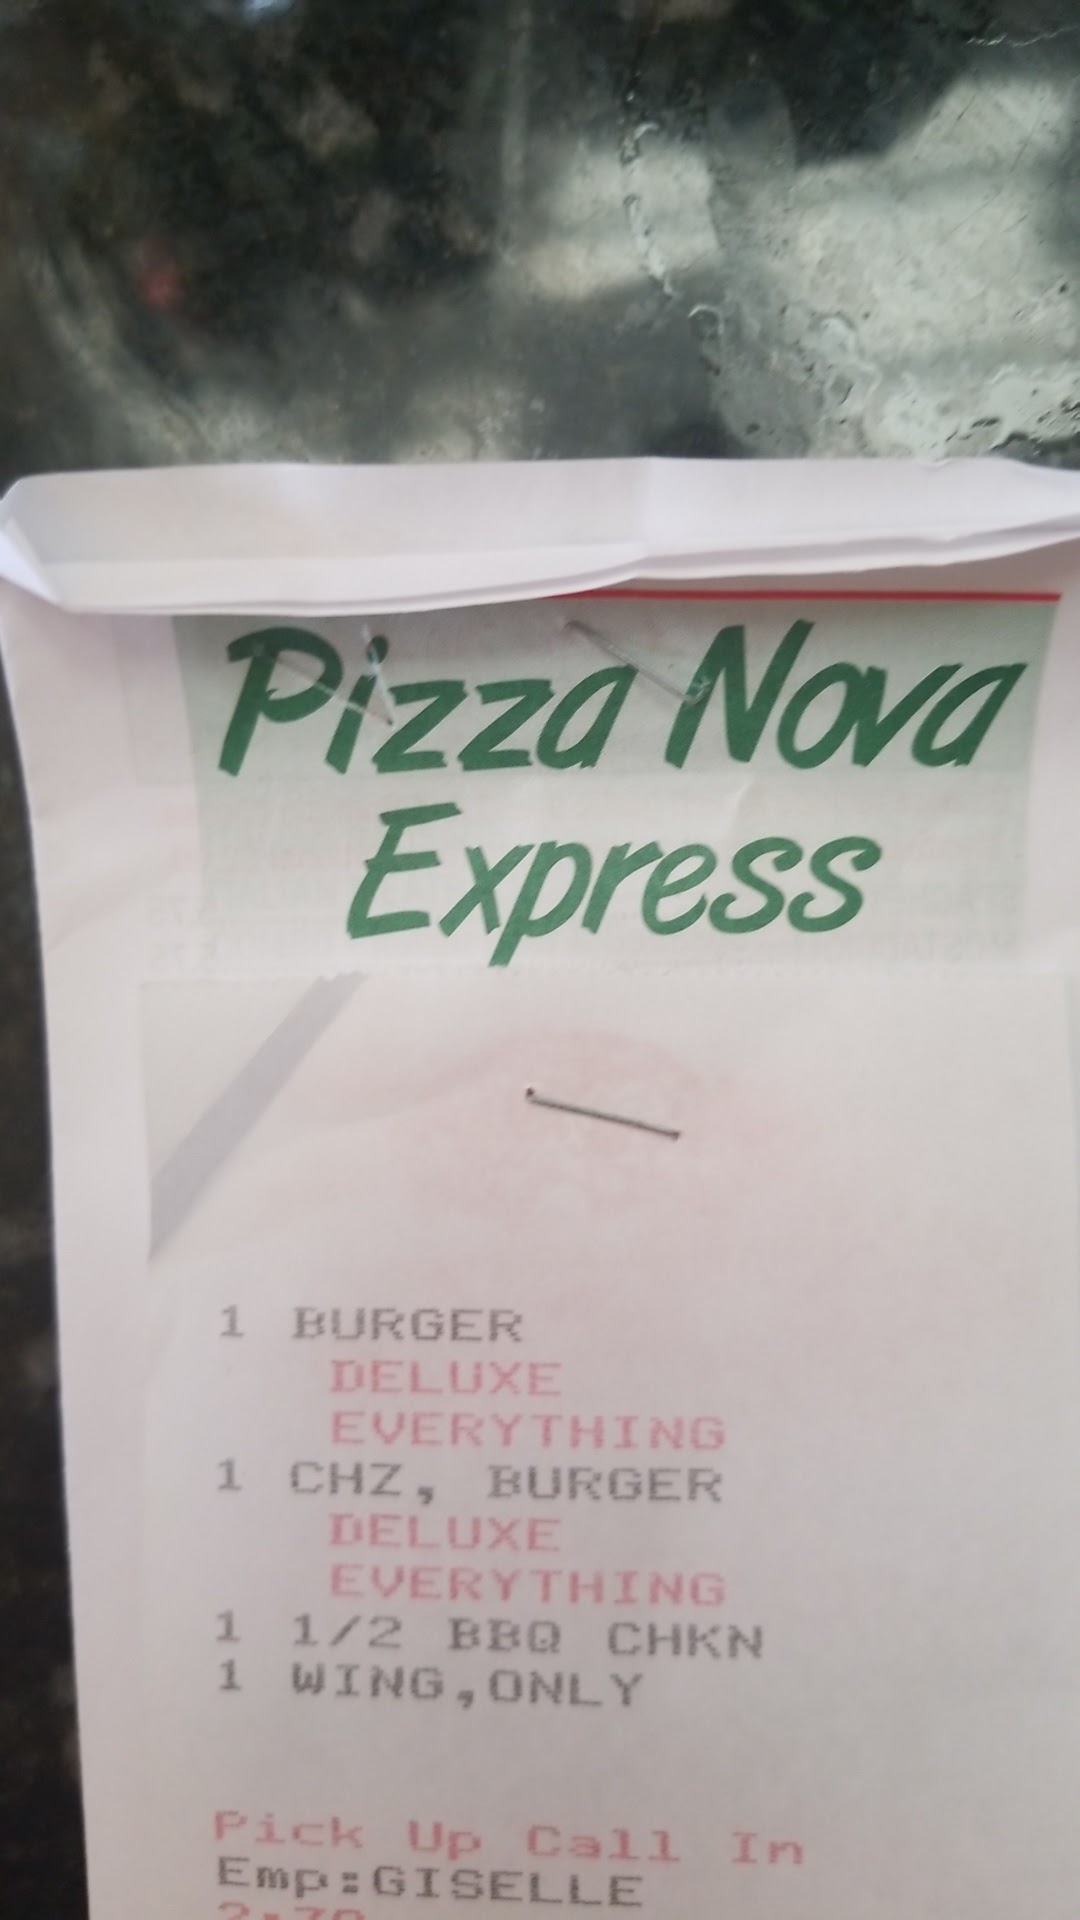 Pizza Nova
Express
1 BURGER
DELUXE
EVERYTHING
1 CHZ, BURGER
DELUXE
EVERYTHING
1 1/2 BBQ CHKN
1 WING,ONLY
Pick Up Call In
Emp:GISELLE